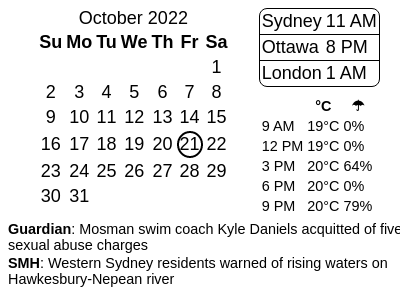 October 2022
Su Mo Tu We Th Fr Sa
1
2 3 4 5 6 7 8
9 10 11 12 13 14 15
16 17 18 19 20 21 22
23 24 25 26 27 28 29
30 31
Sydney 11 AM
Ottawa 8 PM
London 1 AM
°C ☂
9 AM 19°C 0%
12 PM 19°C 0%
3 PM 20°C 64%
6 PM 20°C 0%
9 PM 20°C 79%
Guardian: Mosman swim coach Kyle Daniels acquitted of five
sexual abuse charges
SMH: Western Sydney residents warned of rising waters on
Hawkesbury-Nepean river